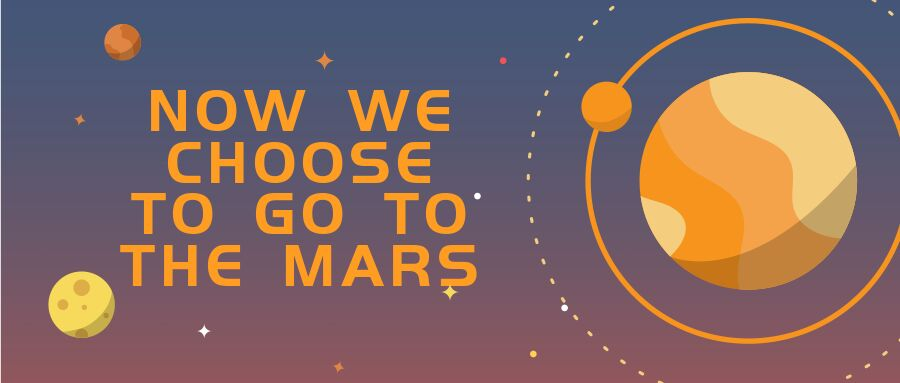 NOW WE
CHOOSE
TO GO TO
THE MARS